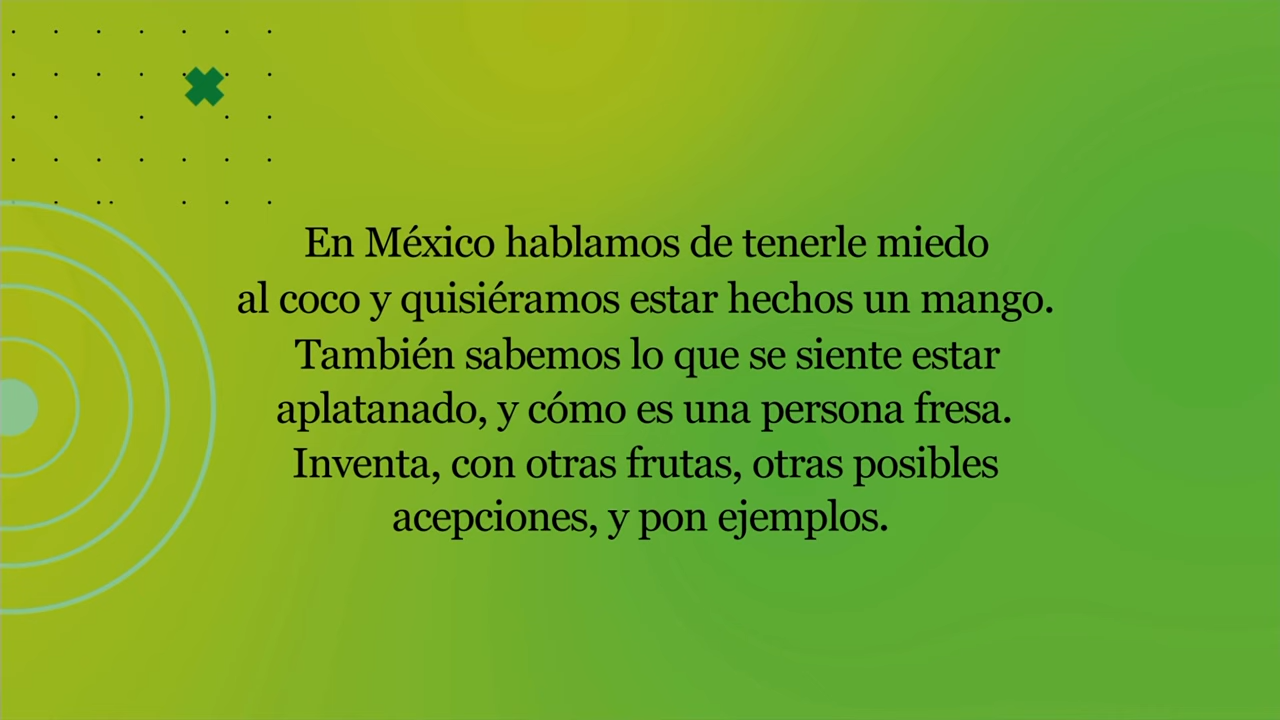 En México hablamos de tenerle miedo
al coco y quisiéramos estar hechos un mango.
También sabemos lo que se siente estar
aplatanado, y cómo es una persona fresa.
Inventa, con otras frutas, otras posibles
acepciones, y pon ejemplos.